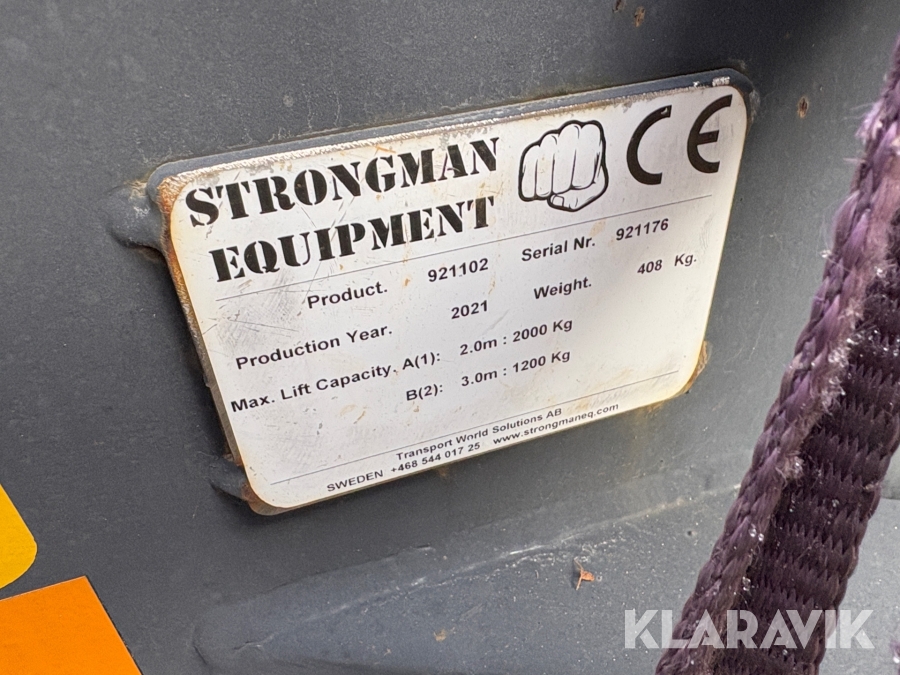 STRONGMAN
EQUIPMENT
CE
Product. 921102 Serial Nr. 921176
Production Year. 2021 Weight. 408 Kg.
Max. Lift Capacity. A(1): 2.0m : 2000 Kg
B(2): 3.0m : 1200 Kg
Transport World Solutions AB
SWEDEN +468 544 017 25 www.strongmaneq.com
KLARAVIK